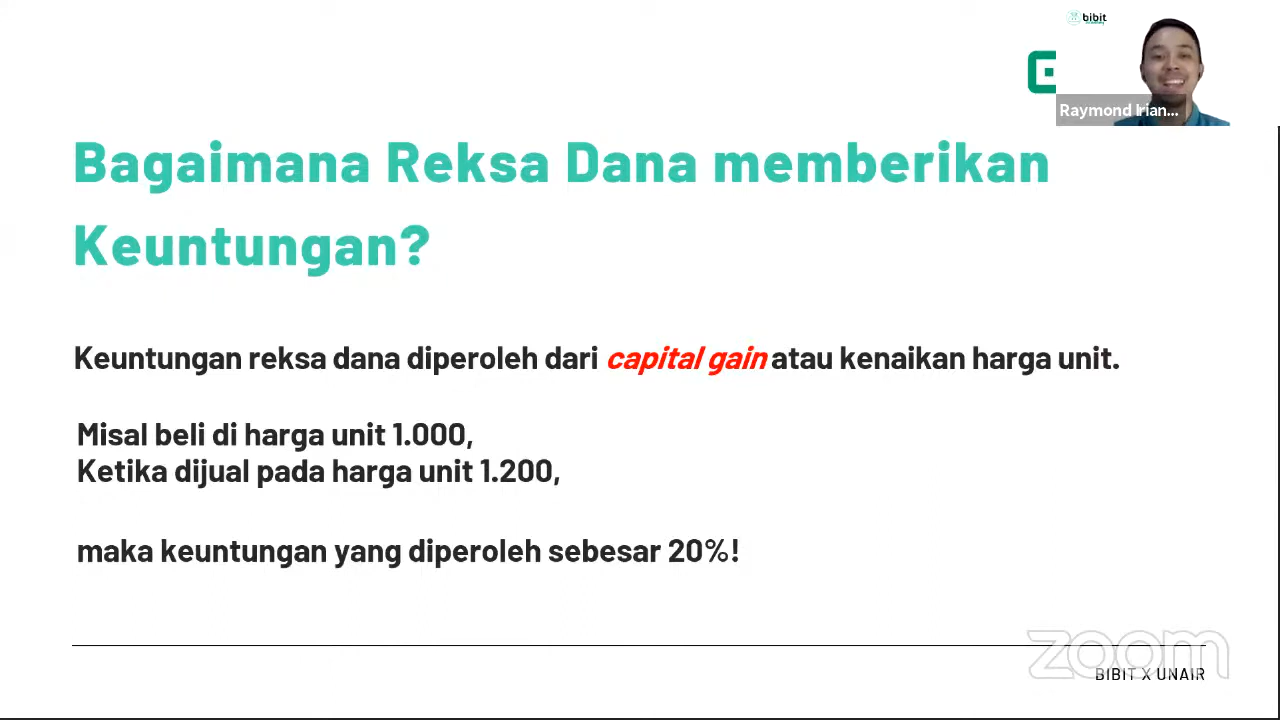 bibit
Raymond Irian...
Bagaimana Reksa Dana memberikan
Keuntungan?
Keuntungan reksa dana diperoleh dari capital gain atau kenaikan harga unit.
Misal beli di harga unit 1.000,
Ketika dijual pada harga unit 1.200,
maka keuntungan yang diperoleh sebesar 20%!
zoom
BIBIT X UNAIR